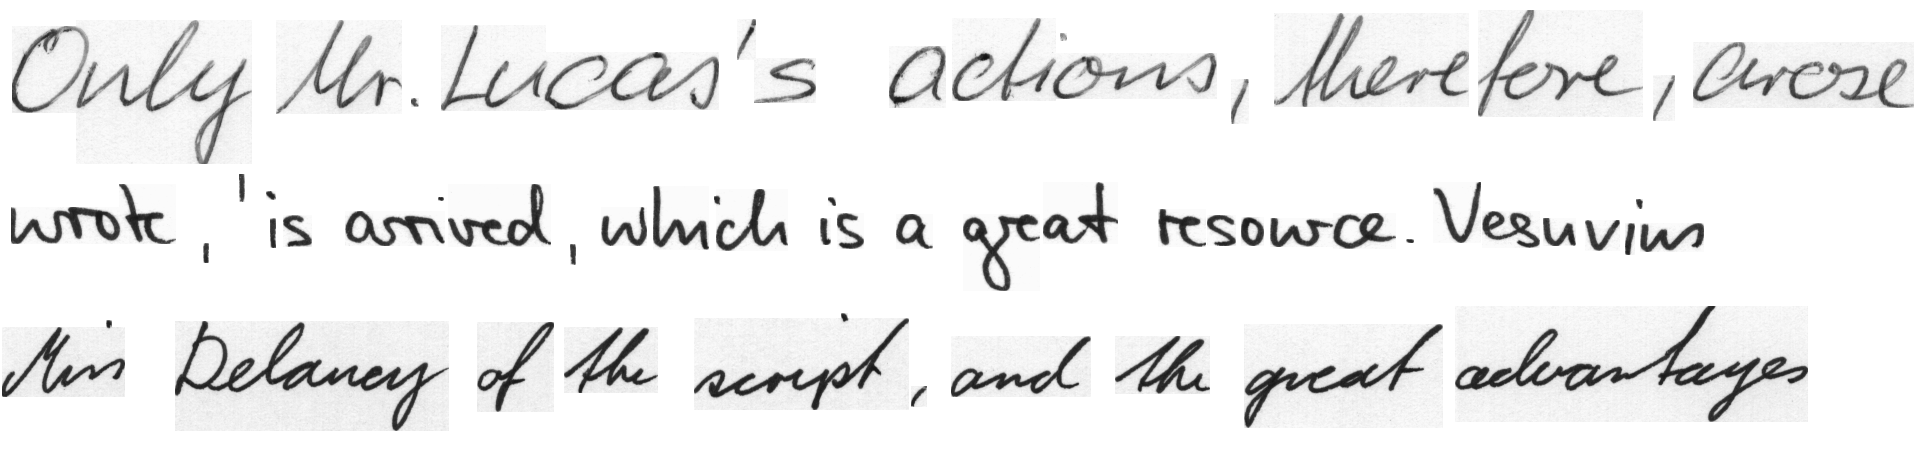 Only Mr. Lucas's actions, therefore, arose
wrote, 'is arrived, which is a great resource. Vesuvius
Miss Delaney of the script, and the great advantages